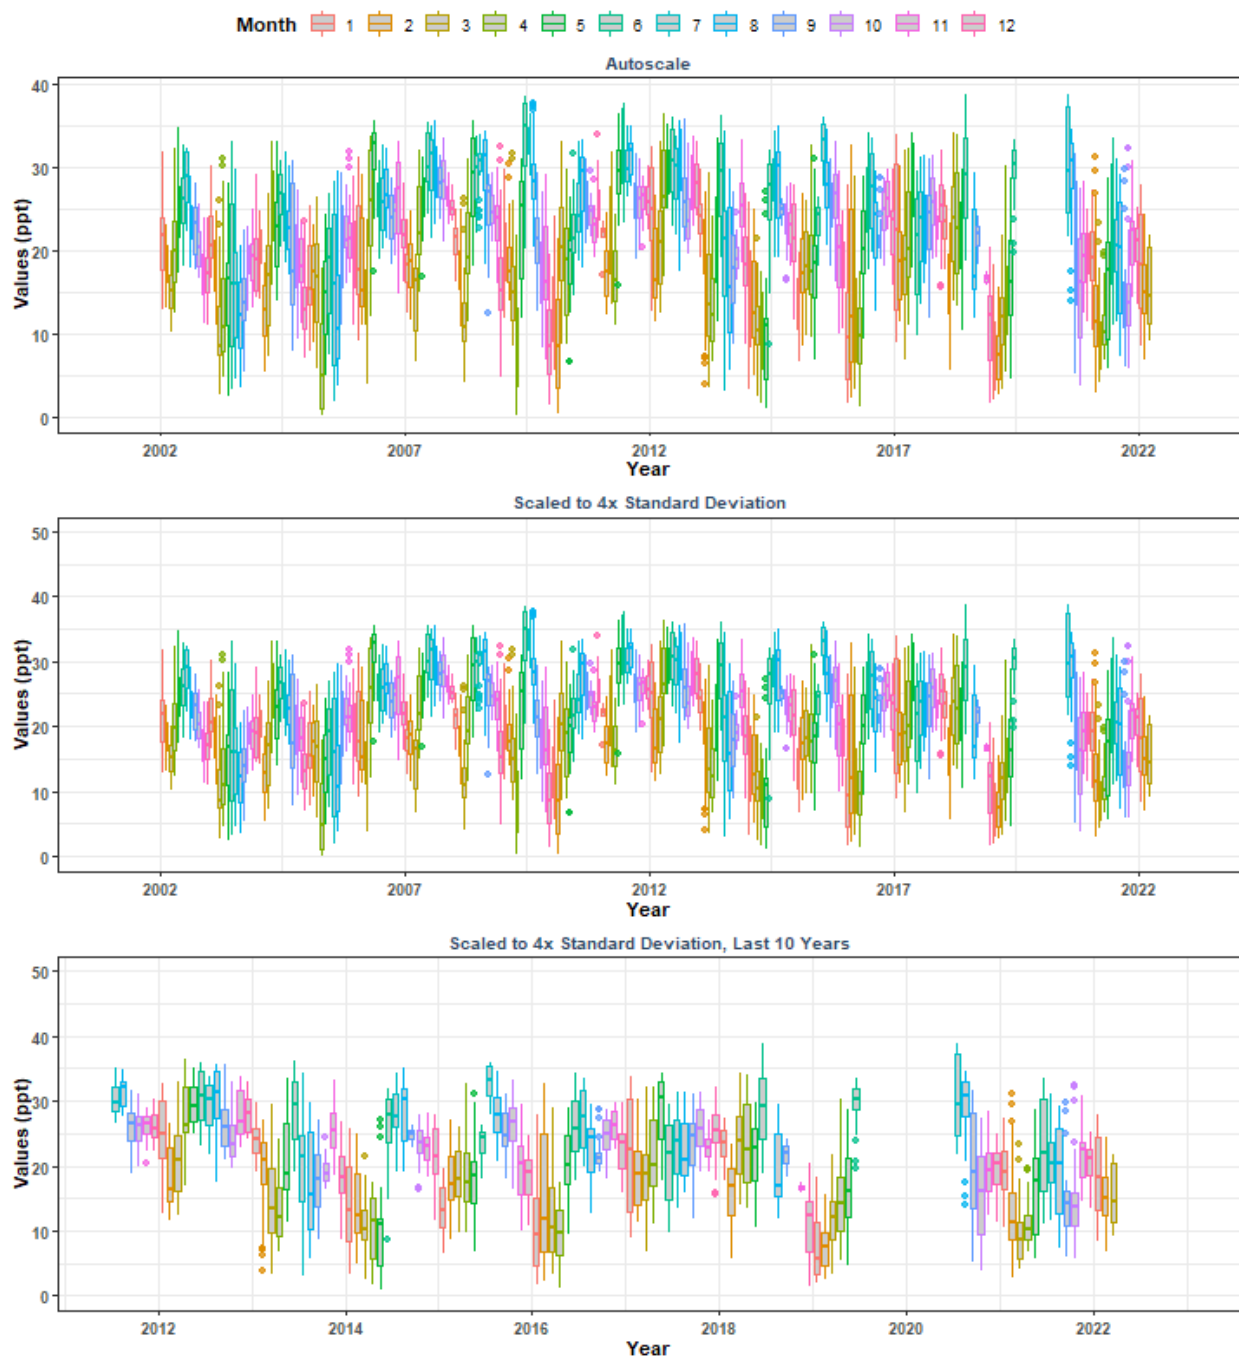 Month 1 2 3 4 5 6 7 8 9 10 11 12
Autoscale
40
30
20
10
0
Values (ppt)
2002 2007 2012 2017 2022
Year
Scaled to 4x Standard Deviation
50
40
30
20
10
0
Values (ppt)
2002 2007 2012 2017 2022
Year
Scaled to 4x Standard Deviation, Last 10 Years
50
40
30
20
10
0
Values (ppt)
2012 2014 2016 2018 2020 2022
Year